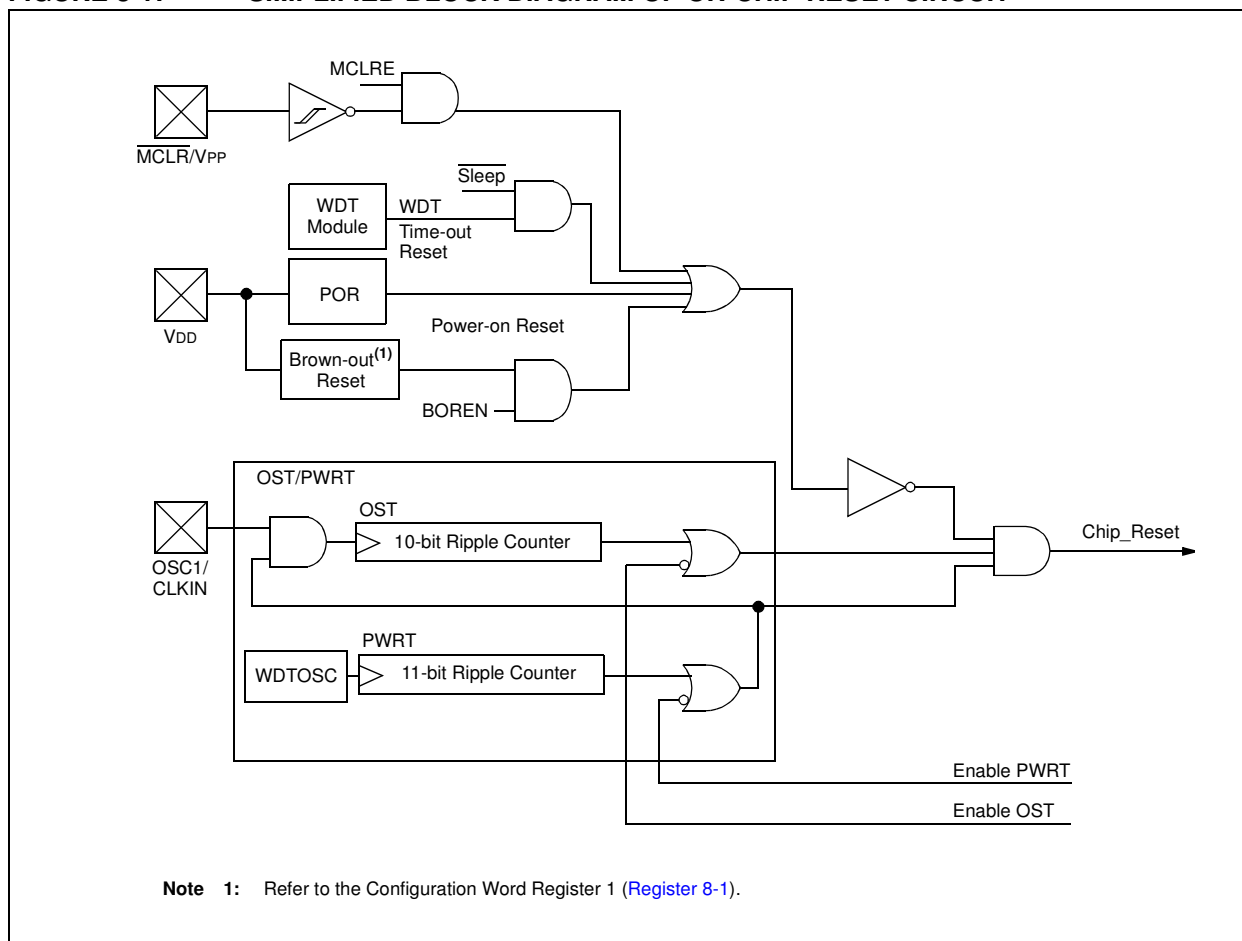 MCLRE
MCLR/VPP
Sleep
WDT
Module
WDT
Time-out
Reset
POR
VDD
Power-on Reset
Brown-out(1)
Reset
BOREN
OST/PWRT
OST
10-bit Ripple Counter
OSC1/
CLKIN
Chip_Reset
PWRT
WDTOSC
11-bit Ripple Counter
Enable PWRT
Enable OST
Note 1: Refer to the Configuration Word Register 1 (Register 8-1).